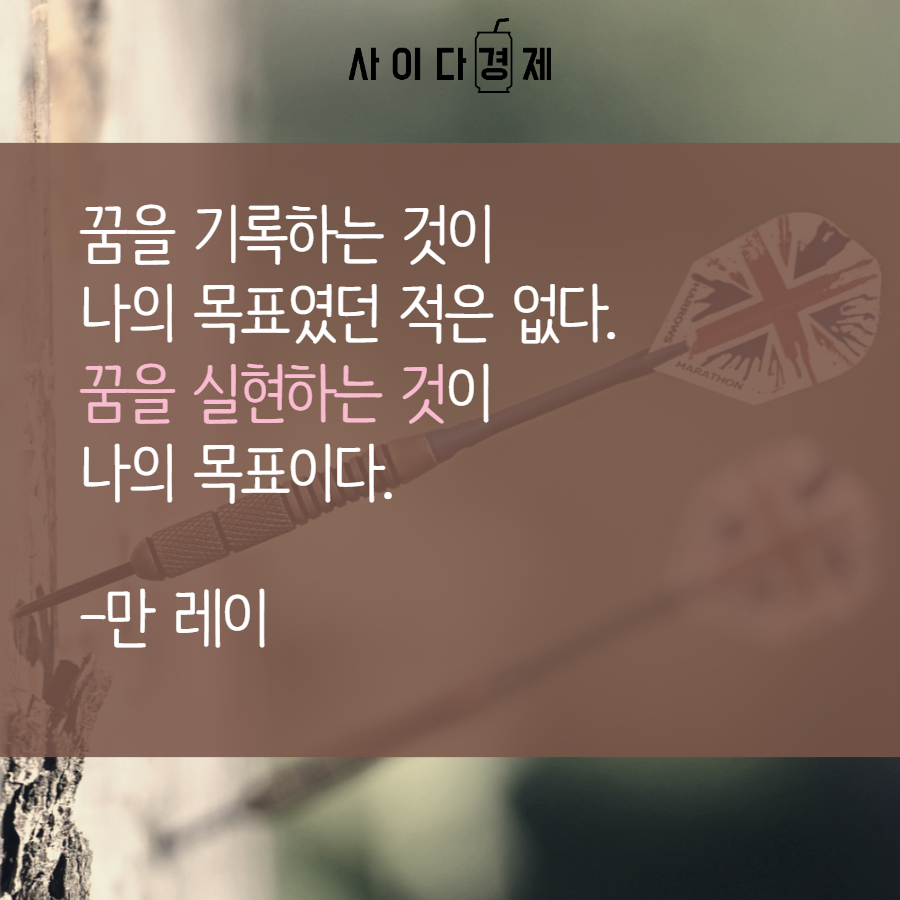 사이다경제
꿈을 기록하는 것이
나의 목표였던 적은 없다.
꿈을 실현하는 것이
나의 목표이다.
-만 레이
HARROWS
MARATHON